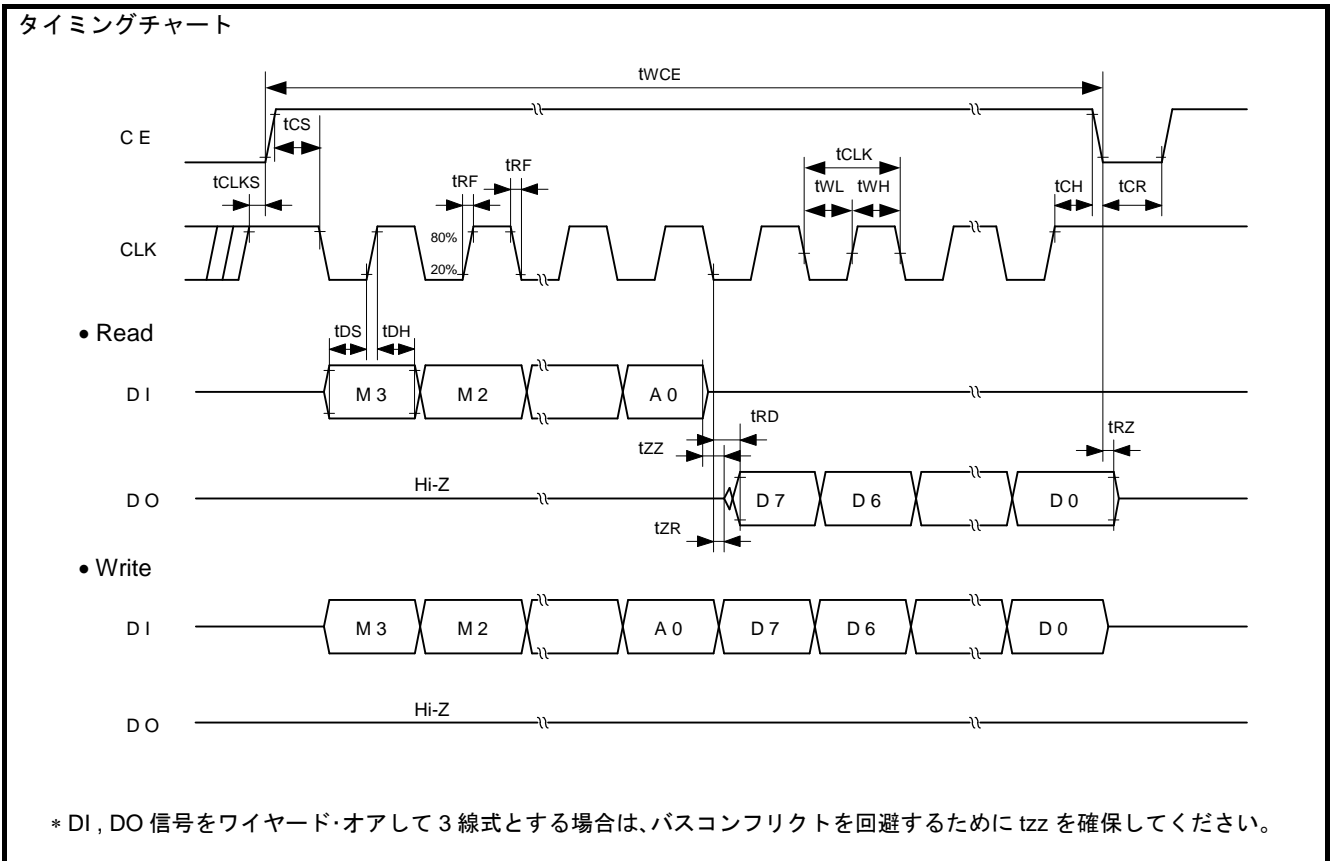 タイミングチャート
tWCE
CE
tCS
tCLKS
tRF
tRF
tCLK
tWL
tWH
tCH
tCR
CLK
80%
20%
• Read
tDS
tDH
DI
M3
M2
A0
tRD
tZZ
tRZ
DO
Hi-Z
D7
D6
D0
tZR
• Write
DI
M3
M2
A0
D7
D6
D0
DO
Hi-Z
* DI , DO 信号をワイヤード・オアして 3 線式とする場合は、バスコンフリクトを回避するために tzz を確保してください。